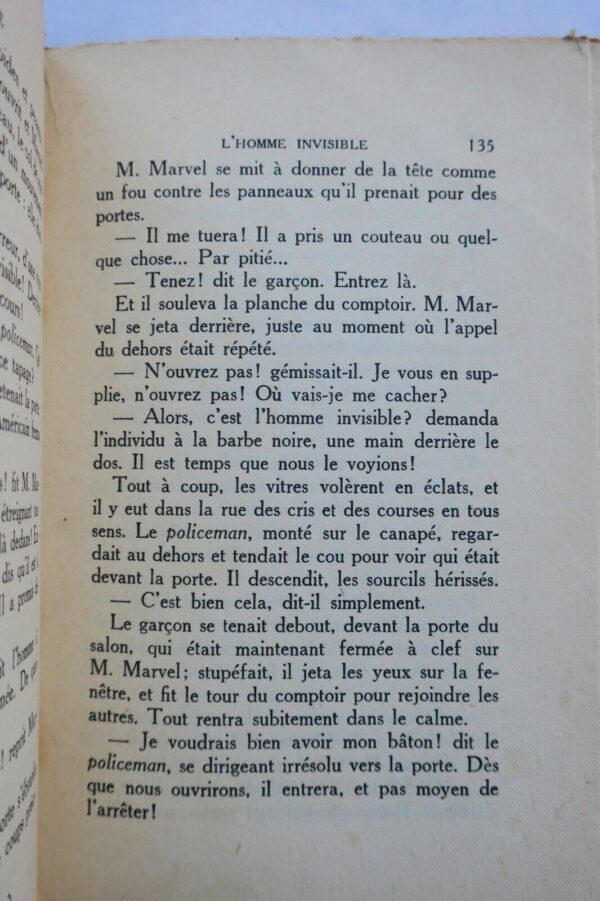 L'HOMME INVISIBLE 135
M. Marvel se mit à donner de la tête comme
un fou contre les panneaux qu'il prenait pour des
portes.
— Il me tuera! Il a pris un couteau ou quel-
que chose... Par pitié...
— Tenez! dit le garçon. Entrez là.
Et il souleva la planche du comptoir. M. Mar-
vel se jeta derrière, juste au moment où l'appel
du dehors était répété.
— N'ouvrez pas! gémissait-il. Je vous en sup-
plie, n'ouvrez pas! Où vais-je me cacher?
— Alors, c'est l'homme invisible? demanda
l'individu à la barbe noire, une main derrière le
dos. Il est temps que nous le voyions!
Tout à coup, les vitres volèrent en éclats, et
il y eut dans la rue des cris et des courses en tous
sens. Le policeman, monté sur le canapé, regar-
dait au dehors et tendait le cou pour voir qui était
devant la porte. Il descendit, les sourcils hérissés.
— C'est bien cela, dit-il simplement.
Le garçon se tenait debout, devant la porte du
salon, qui était maintenant fermée à clef sur
M. Marvel; stupéfait, il jeta les yeux sur la fe-
nêtre, et fit le tour du comptoir pour rejoindre les
autres. Tout rentra subitement dans le calme.
— Je voudrais bien avoir mon bâton! dit le
policeman, se dirigeant irrésolu vers la porte. Dès
que nous ouvrirons, il entrera, et pas moyen de
l'arrêter!